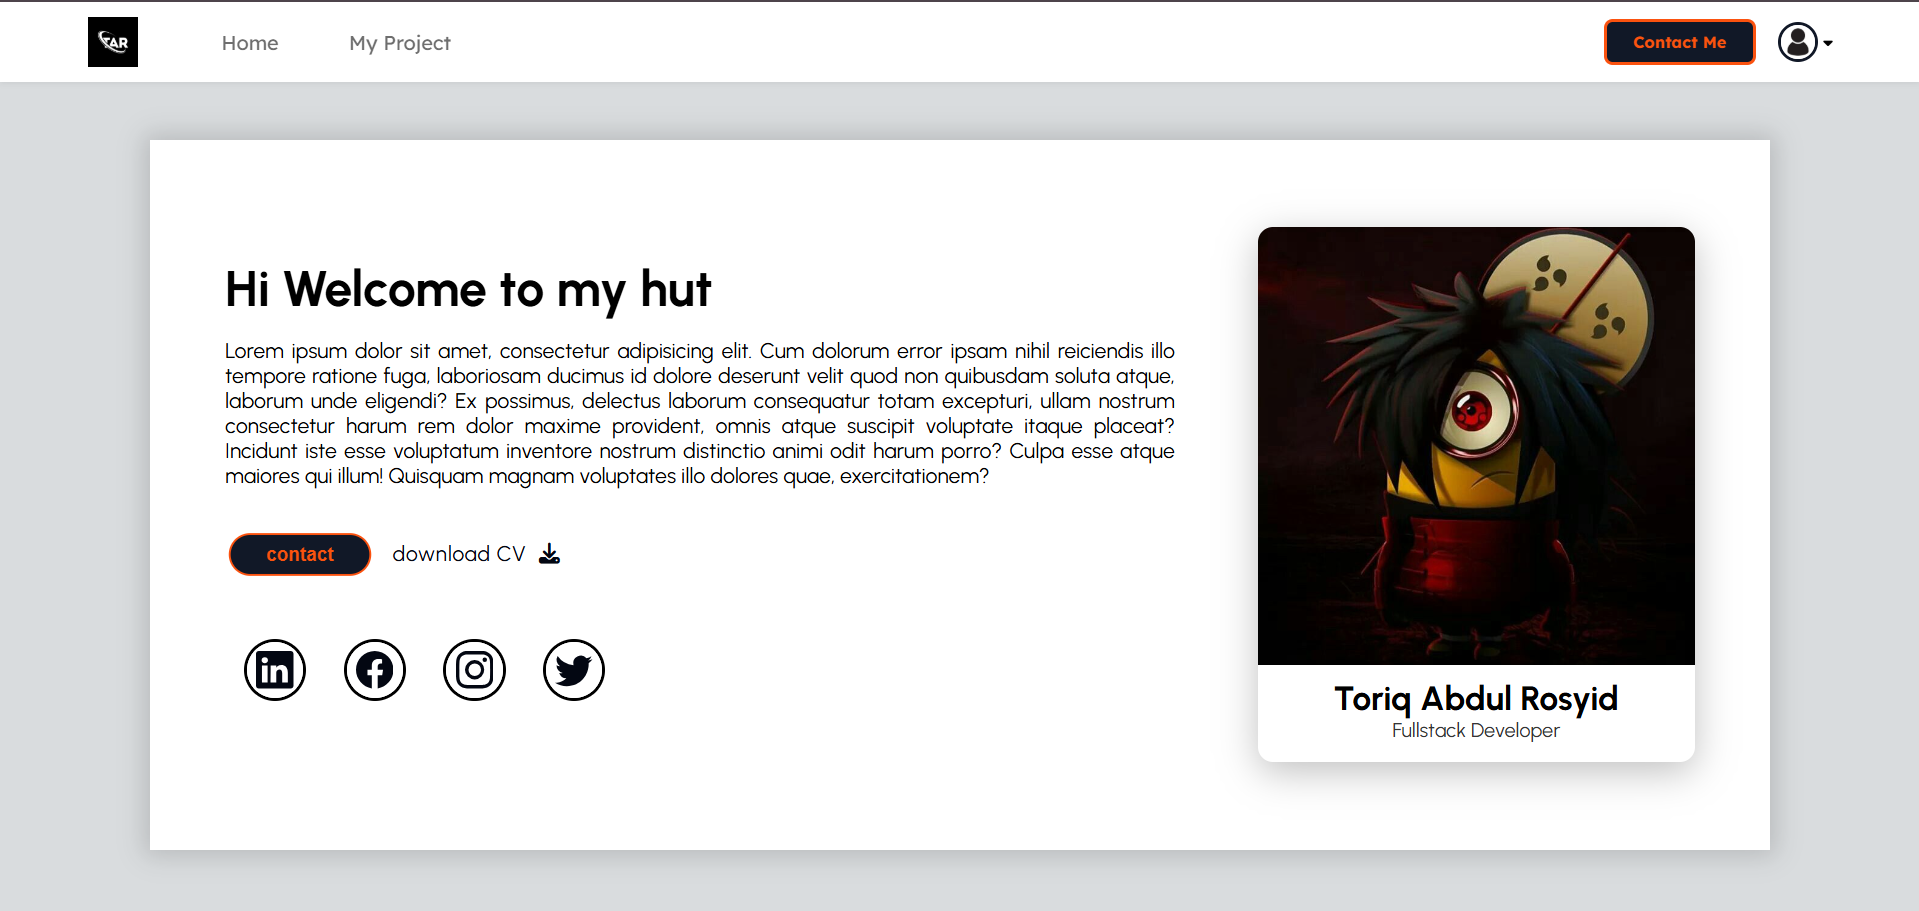 TAR
Home
My Project
Contact Me
Hi Welcome to my hut
Lorem ipsum dolor sit amet, consectetur adipisicing elit. Cum dolorum error ipsam nihil reiciendis illo
tempore ratione fuga, laboriosam ducimus id dolore deserunt velit quod non quibusdam soluta atque,
laborum unde eligendi? Ex possimus, delectus laborum consequatur totam excepturi, ullam nostrum
consectetur harum rem dolor maxime provident, omnis atque suscipit voluptate itaque placeat?
Incidunt iste esse voluptatum inventore nostrum distinctio animi odit harum porro? Culpa esse atque
maiores qui illum! Quisquam magnam voluptates illo dolores quae, exercitationem?
contact
download CV
in
Toriq Abdul Rosyid
Fullstack Developer